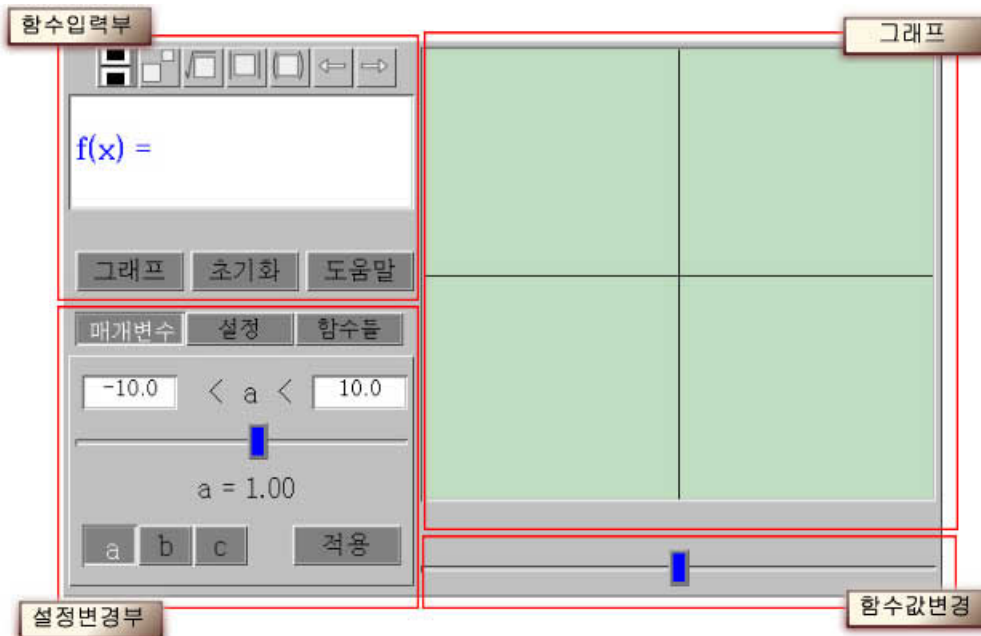 함수입력부
그래프
f(x) =
그래프 초기화 도움말
매개변수 설정 함수들
-10.0 < a < 10.0
a = 1.00
a b c 적용
설정변경부
함수값변경